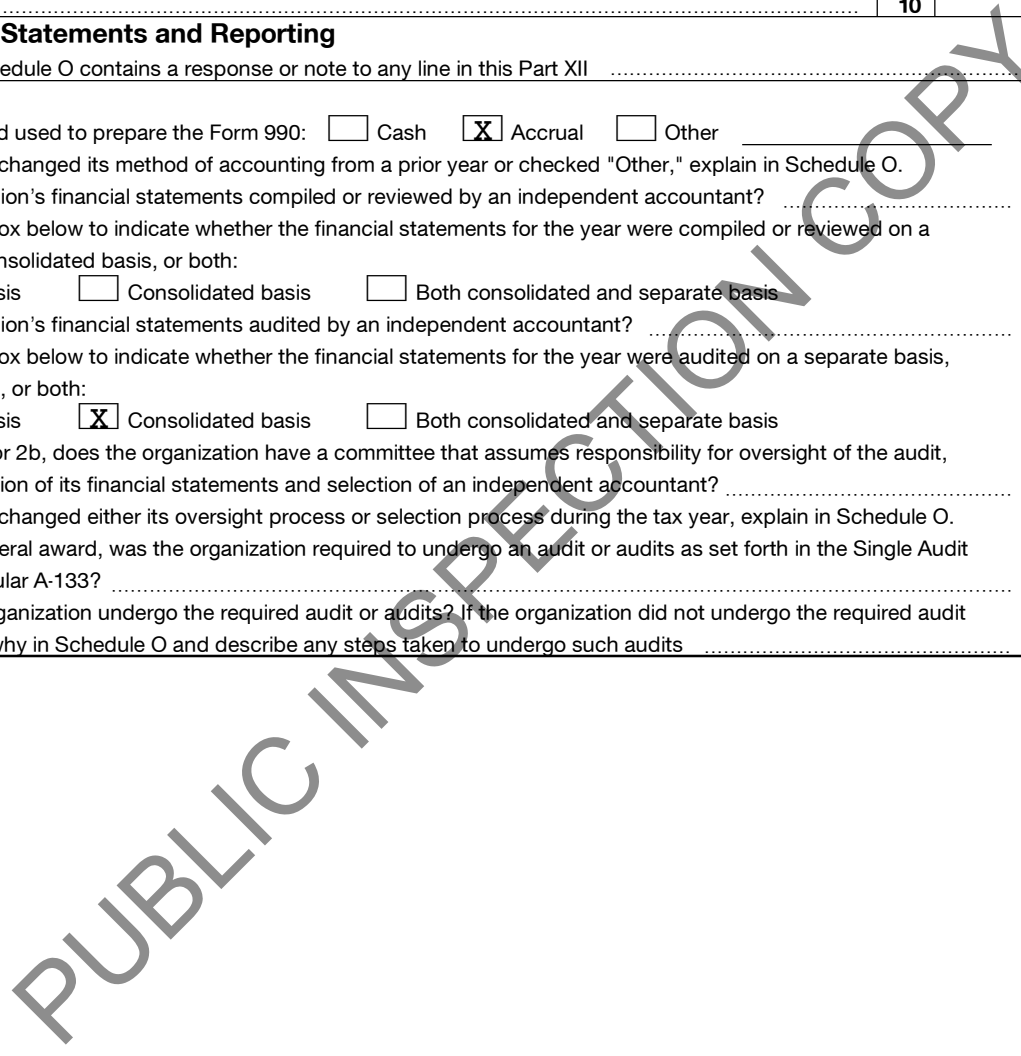 10
Statements and Reporting
edule O contains a response or note to any line in this Part XII
d used to prepare the Form 990: Cash X Accrual Other
changed its method of accounting from a prior year or checked "Other," explain in Schedule O.
ion's financial statements compiled or reviewed by an independent accountant?
ox below to indicate whether the financial statements for the year were compiled or reviewed on a
nsolidated basis, or both:
sis Consolidated basis Both consolidated and separate basis
ion's financial statements audited by an independent accountant?
ox below to indicate whether the financial statements for the year were audited on a separate basis,
, or both:
sis X Consolidated basis Both consolidated and separate basis
or 2b, does the organization have a committee that assumes responsibility for oversight of the audit,
ion of its financial statements and selection of an independent accountant?
changed either its oversight process or selection process during the tax year, explain in Schedule O.
eral award, was the organization required to undergo an audit or audits as set forth in the Single Audit
ular A-133?
ganization undergo the required audit or audits? If the organization did not undergo the required audit
why in Schedule O and describe any steps taken to undergo such audits
PUBLIC INSPECTION COPY